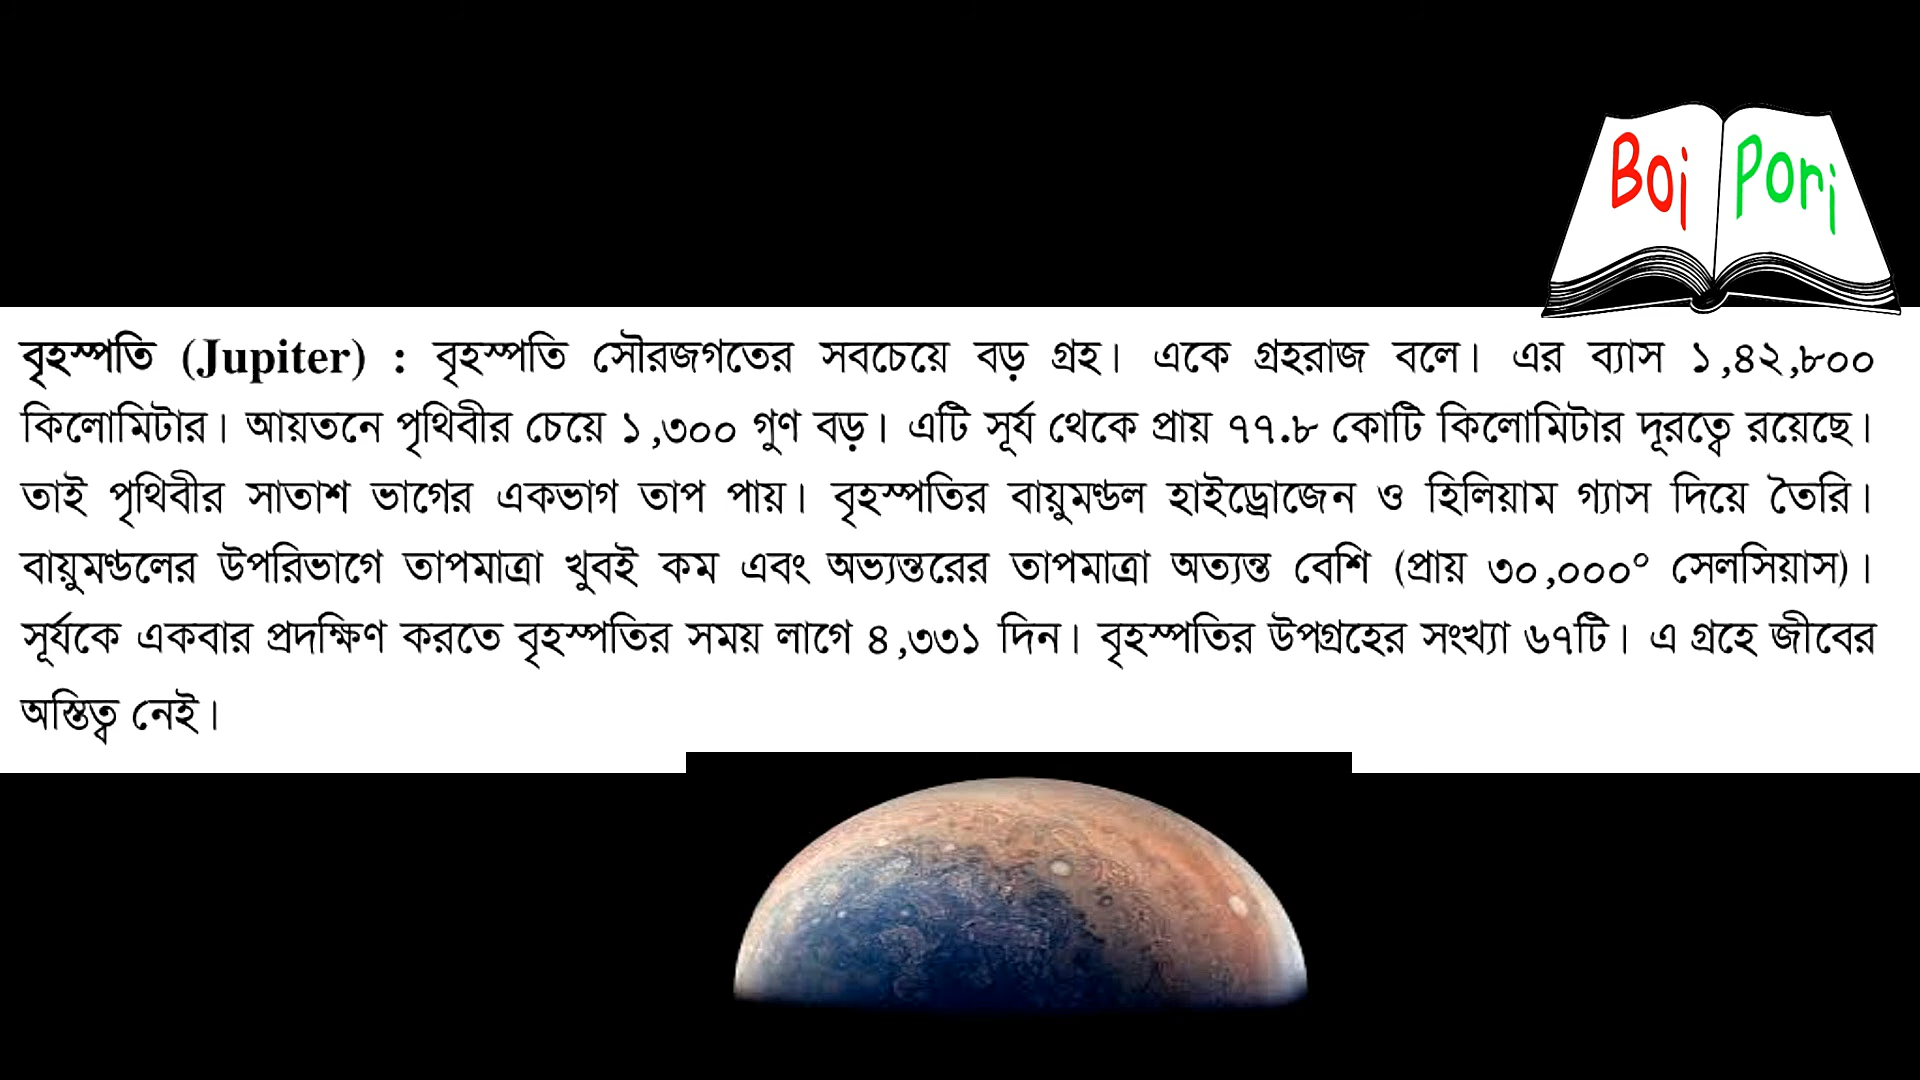 Boi Pori
বৃহস্পতি (Jupiter) : বৃহস্পতি সৌরজগতের সবচেয়ে বড় গ্রহ। একে গ্রহরাজ বলে। এর ব্যাস ১,৪২,৮০০
কিলোমিটার। আয়তনে পৃথিবীর চেয়ে ১,৩০০ গুণ বড়। এটি সূর্য থেকে প্রায় ৭৭.৮ কোটি কিলোমিটার দূরত্বে রয়েছে।
তাই পৃথিবীর সাতাশ ভাগের একভাগ তাপ পায়। বৃহস্পতির বায়ুমণ্ডল হাইড্রোজেন ও হিলিয়াম গ্যাস দিয়ে তৈরি।
বায়ুমণ্ডলের উপরিভাগে তাপমাত্রা খুবই কম এবং অভ্যন্তরের তাপমাত্রা অত্যন্ত বেশি (প্রায় ৩০,০০০° সেলসিয়াস)।
সূর্যকে একবার প্রদক্ষিণ করতে বৃহস্পতির সময় লাগে ৪,৩৩১ দিন। বৃহস্পতির উপগ্রহের সংখ্যা ৬৭টি। এ গ্রহে জীবের
অস্তিত্ব নেই।